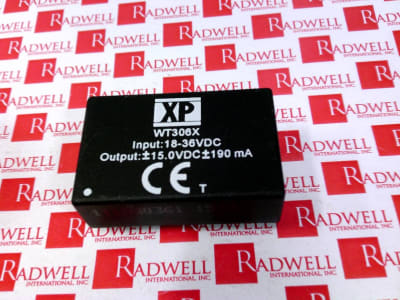 XP
WT306X
Input:18-36VDC
Output:±15.0VDC±190 mA
CE T
RADWELL
INTERNATIONAL, INC.